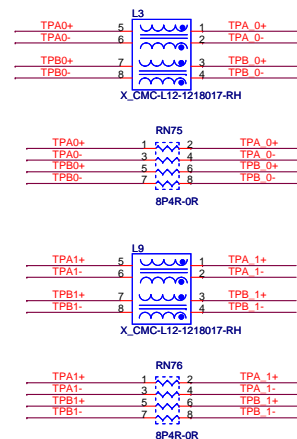 L3
TPA0+ 5 1 TPA_0+
TPA0- 6 2 TPA_0-
TPB0+ 7 3 TPB_0+
TPB0- 8 4 TPB_0-
X_CMC-L12-1218017-RH
RN75
TPA0+ 1 2 TPA_0+
TPA0- 3 4 TPA_0-
TPB0+ 5 6 TPB_0+
TPB0- 7 8 TPB_0-
8P4R-0R
L9
TPA1+ 5 1 TPA_1+
TPA1- 6 2 TPA_1-
TPB1+ 7 3 TPB_1+
TPB1- 8 4 TPB_1-
X_CMC-L12-1218017-RH
RN76
TPA1+ 1 2 TPA_1+
TPA1- 3 4 TPA_1-
TPB1+ 5 6 TPB_1+
TPB1- 7 8 TPB_1-
8P4R-0R